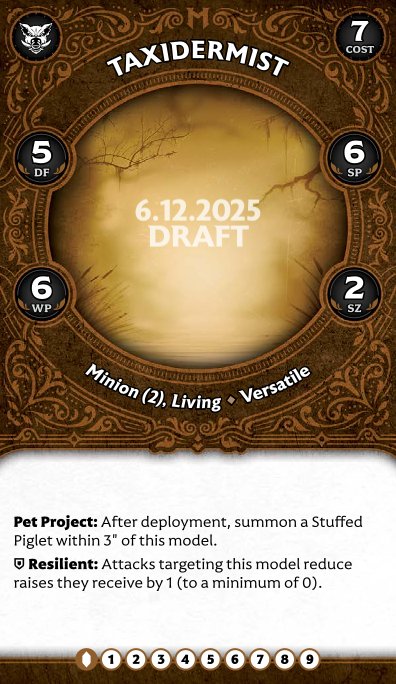 M
TAXIDERMIST
7
COST
5
DF
6
SP
6.12.2025
DRAFT
6
WP
2
SZ
Minion (2), Living ♦ Versatile
Pet Project: After deployment, summon a Stuffed
Piglet within 3" of this model.
Resilient: Attacks targeting this model reduce
raises they receive by 1 (to a minimum of 0).
1 2 3 4 5 6 7 8 9